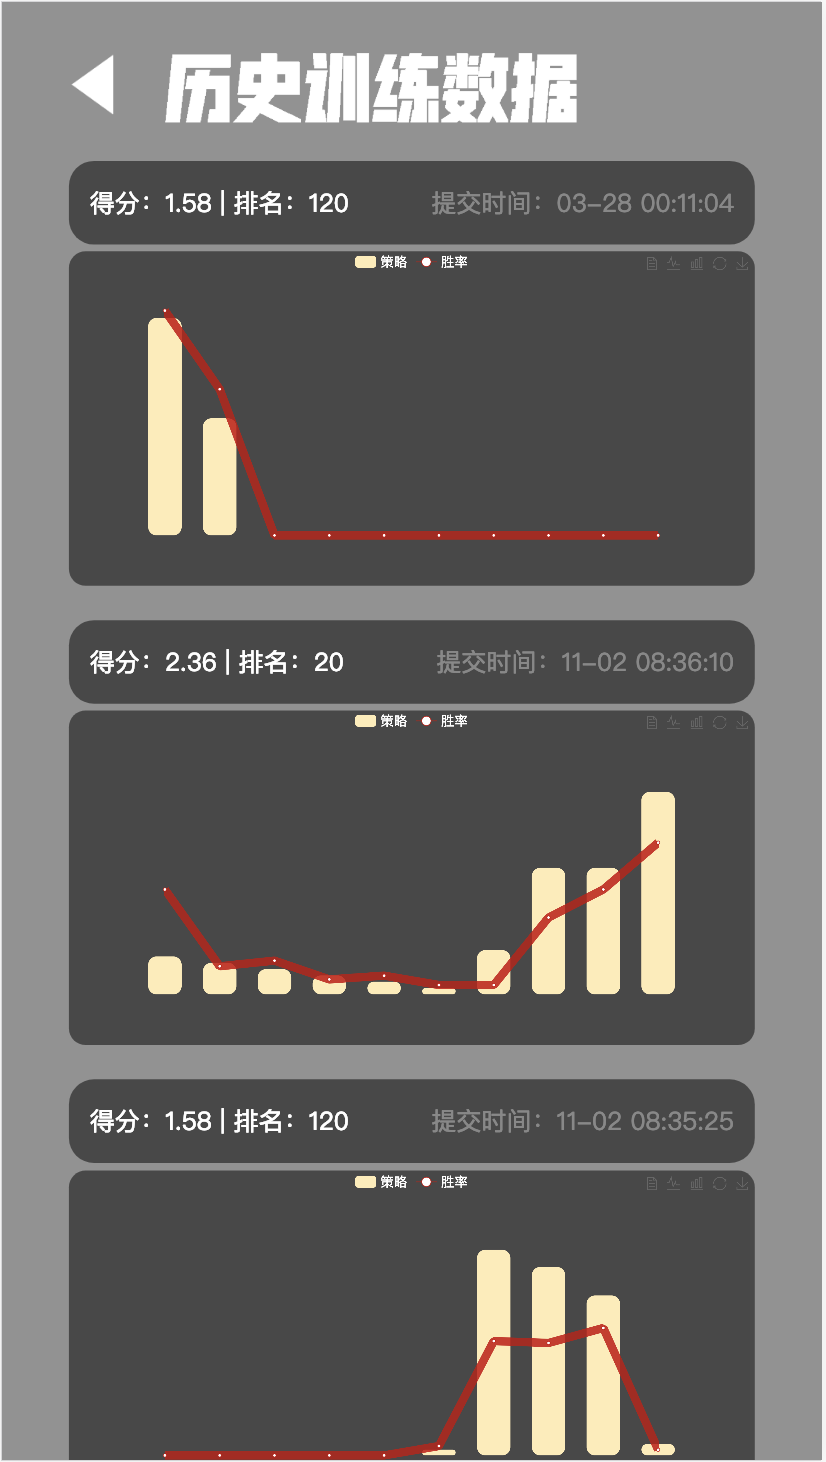 历史训练数据
得分：1.58 | 排名：120 提交时间：03-28 00:11:04
策略 胜率
得分：2.36 | 排名：20 提交时间：11-02 08:36:10
策略 胜率
得分：1.58 | 排名：120 提交时间：11-02 08:35:25
策略 胜率